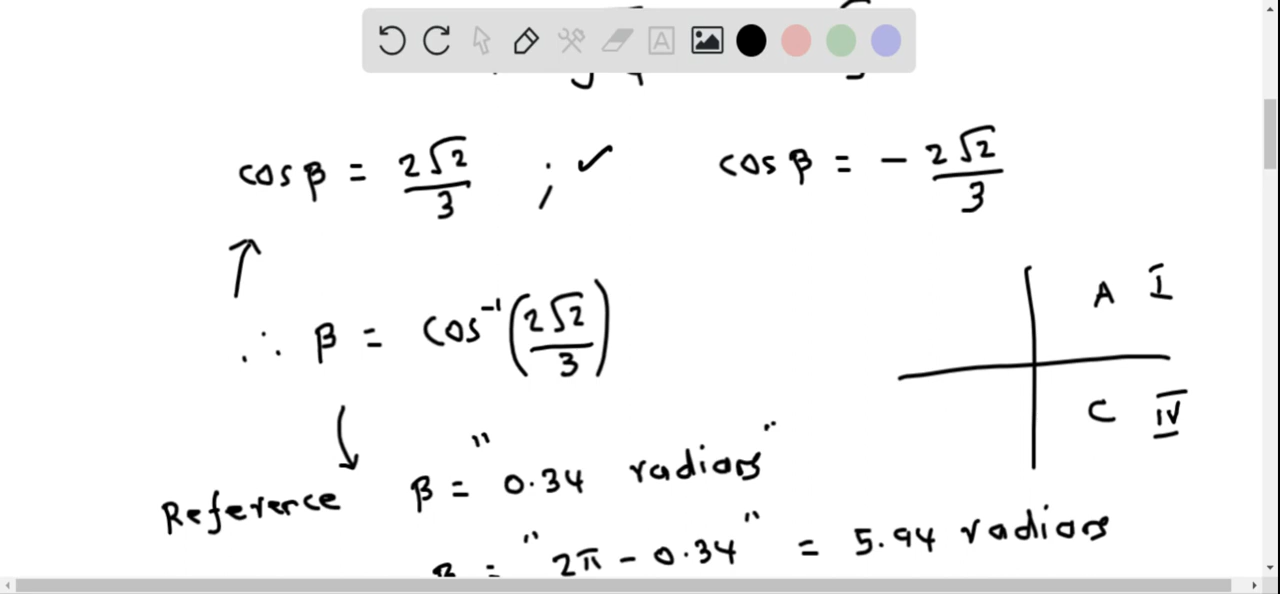 cos β = 2√2/3 ; ✓ cos β = - 2√2/3
∴ β = cos⁻¹(2√2/3)
A I
C IV
Reference β = "0.34 radians"
"2π - 0.34" = 5.94 radians